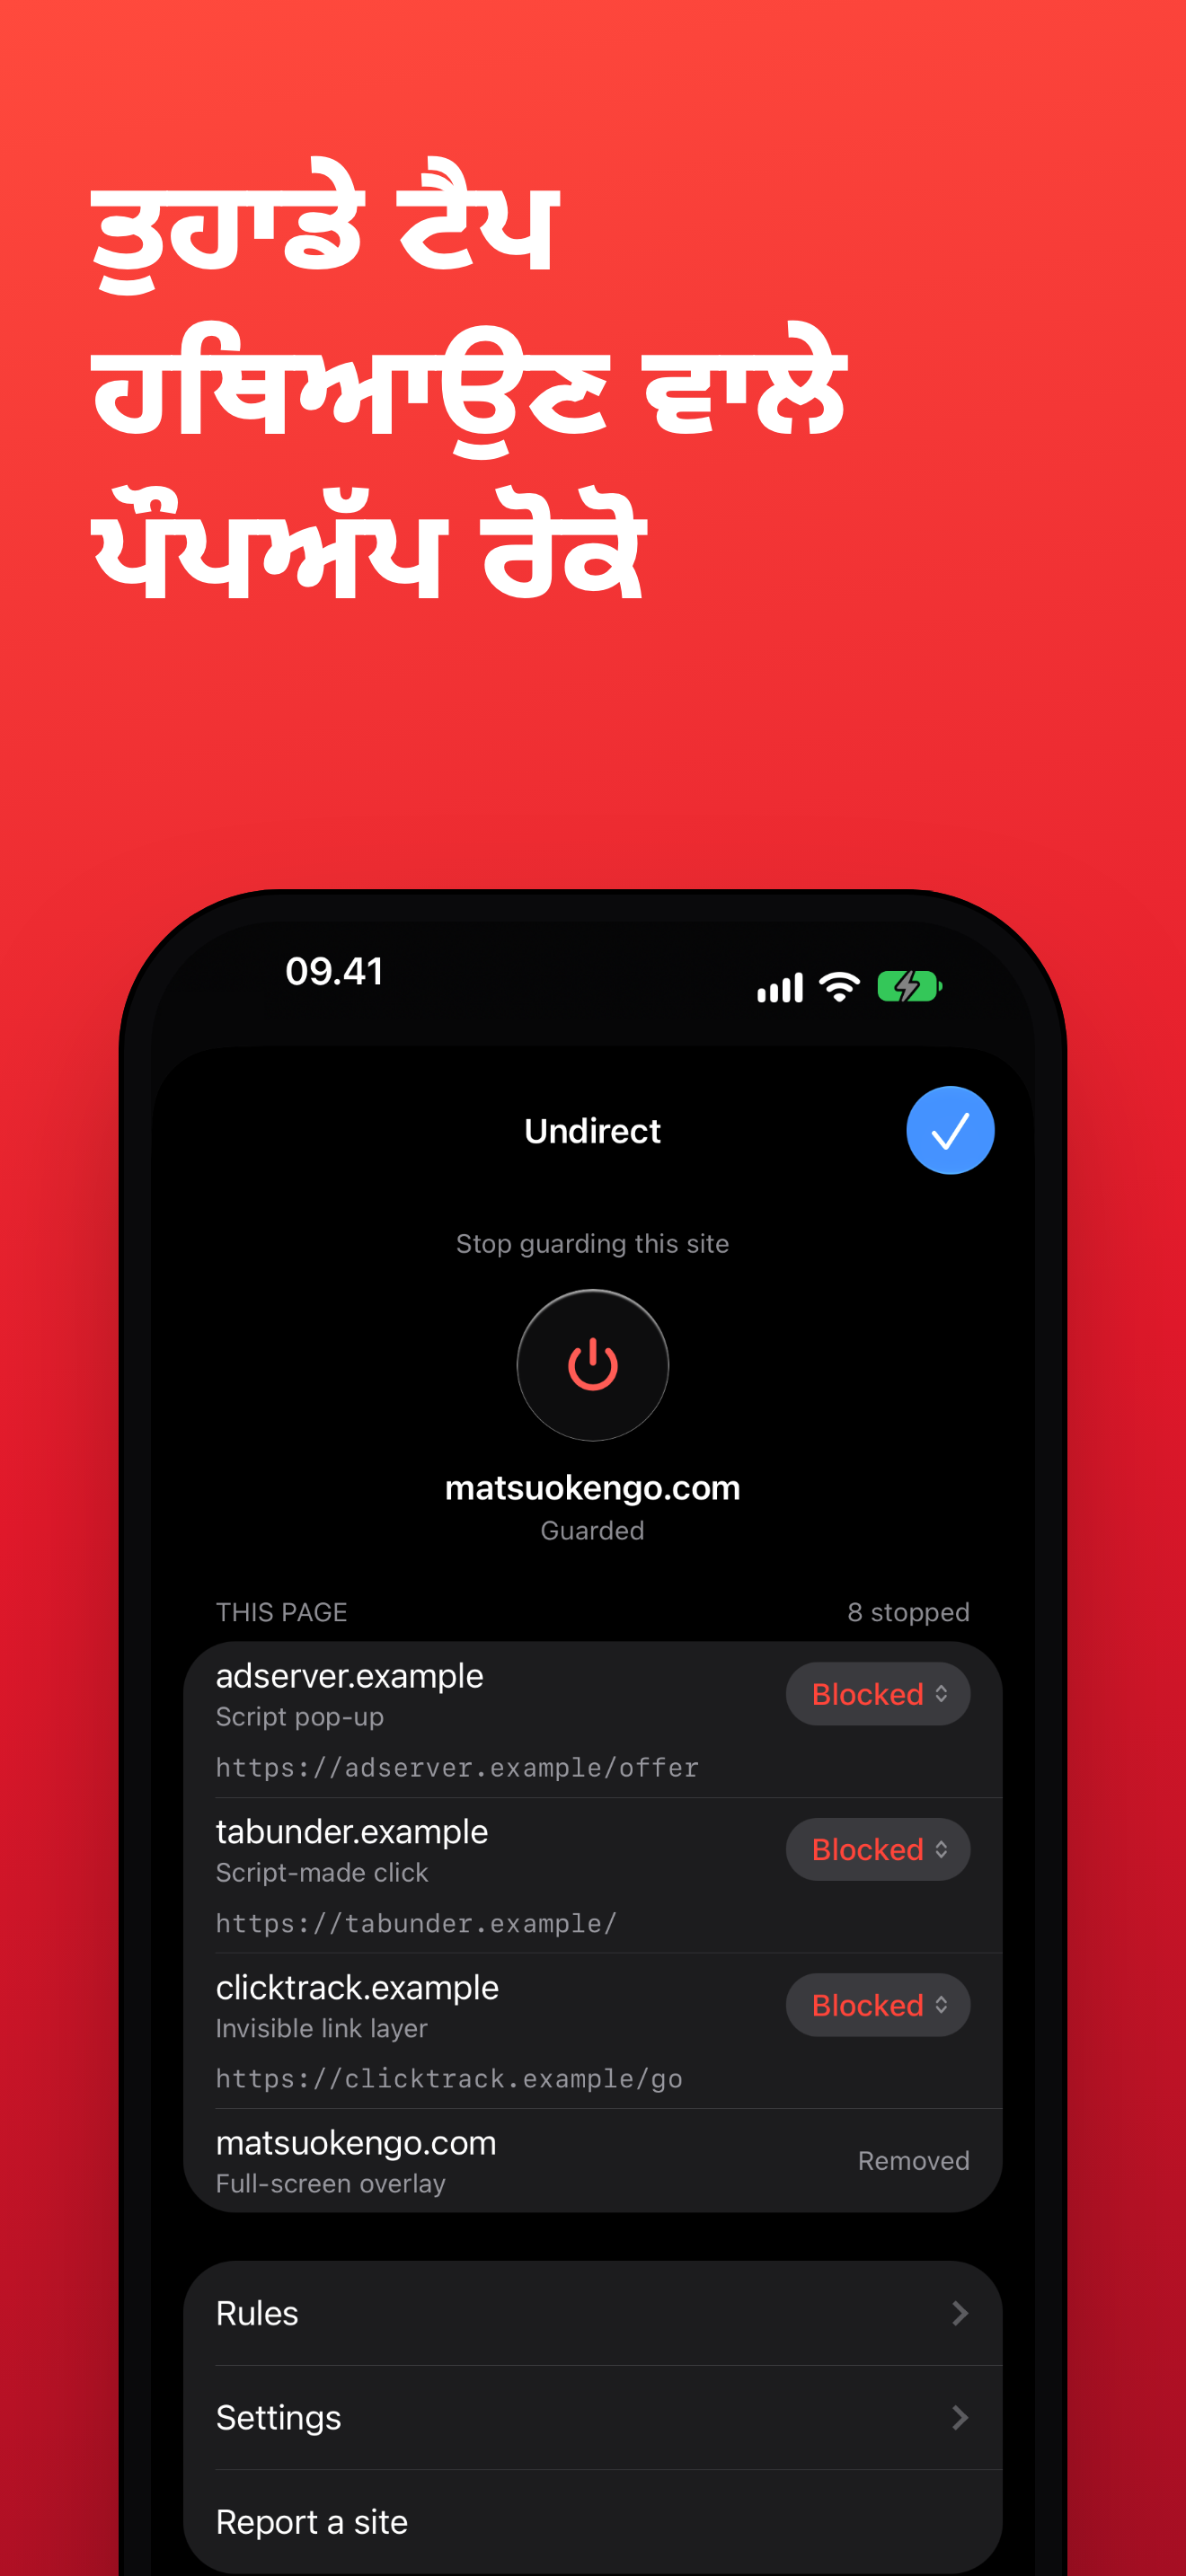 ਤੁਹਾਡੇ ਟੈਪ
ਹਥਿਆਉਣ ਵਾਲੇ
ਪੌਪਅੱਪ ਰੋਕੋ
09.41
Undirect
Stop guarding this site
matsuokengo.com
Guarded
THIS PAGE 8 stopped
adserver.example Blocked
Script pop-up
https://adserver.example/offer
tabunder.example Blocked
Script-made click
https://tabunder.example/
clicktrack.example Blocked
Invisible link layer
https://clicktrack.example/go
matsuokengo.com Removed
Full-screen overlay
Rules
Settings
Report a site